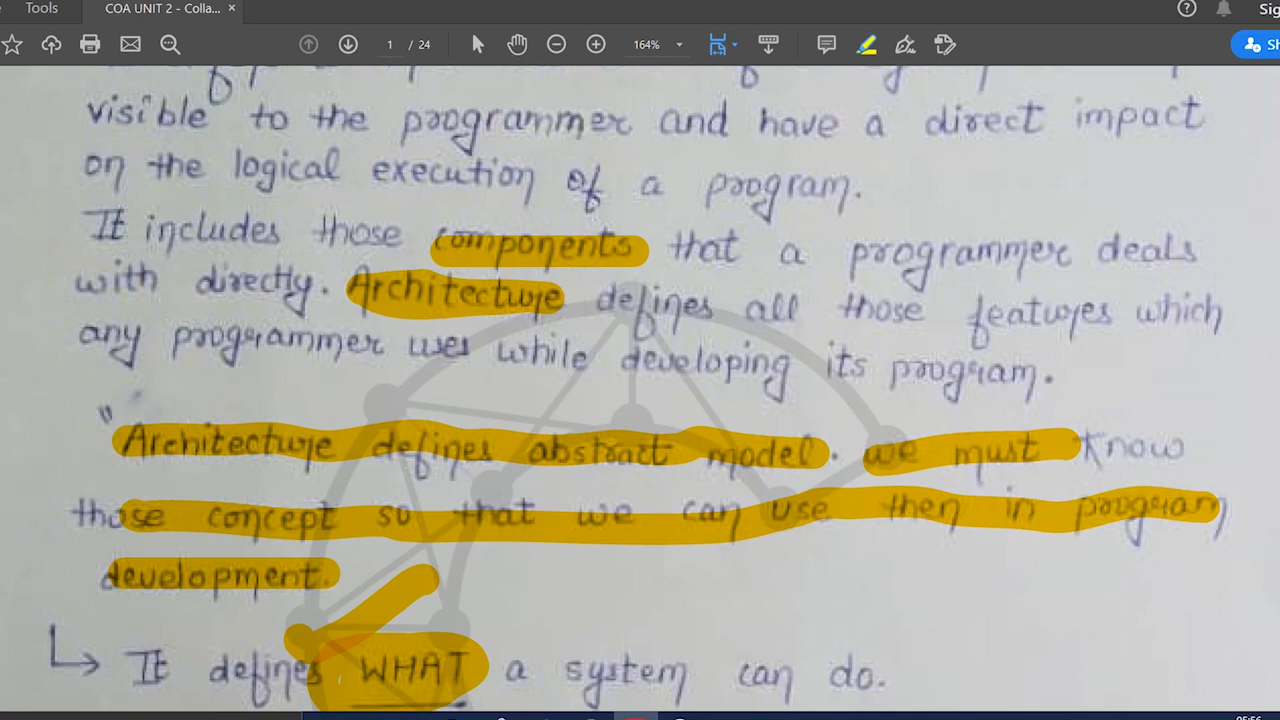 Tools
COA UNIT 2 - Colla... ×
Sig
1 / 24
164%
Sh
visible to the programmer and have a direct impact
on the logical execution of a program.
It includes those components that a programmer deals
with directly. Architecture defines all those features which
any programmer uses while developing its program.
"Architecture defines abstract model. we must know
those concept so that we can use then in program
development.
↳ It defines WHAT a system can do.